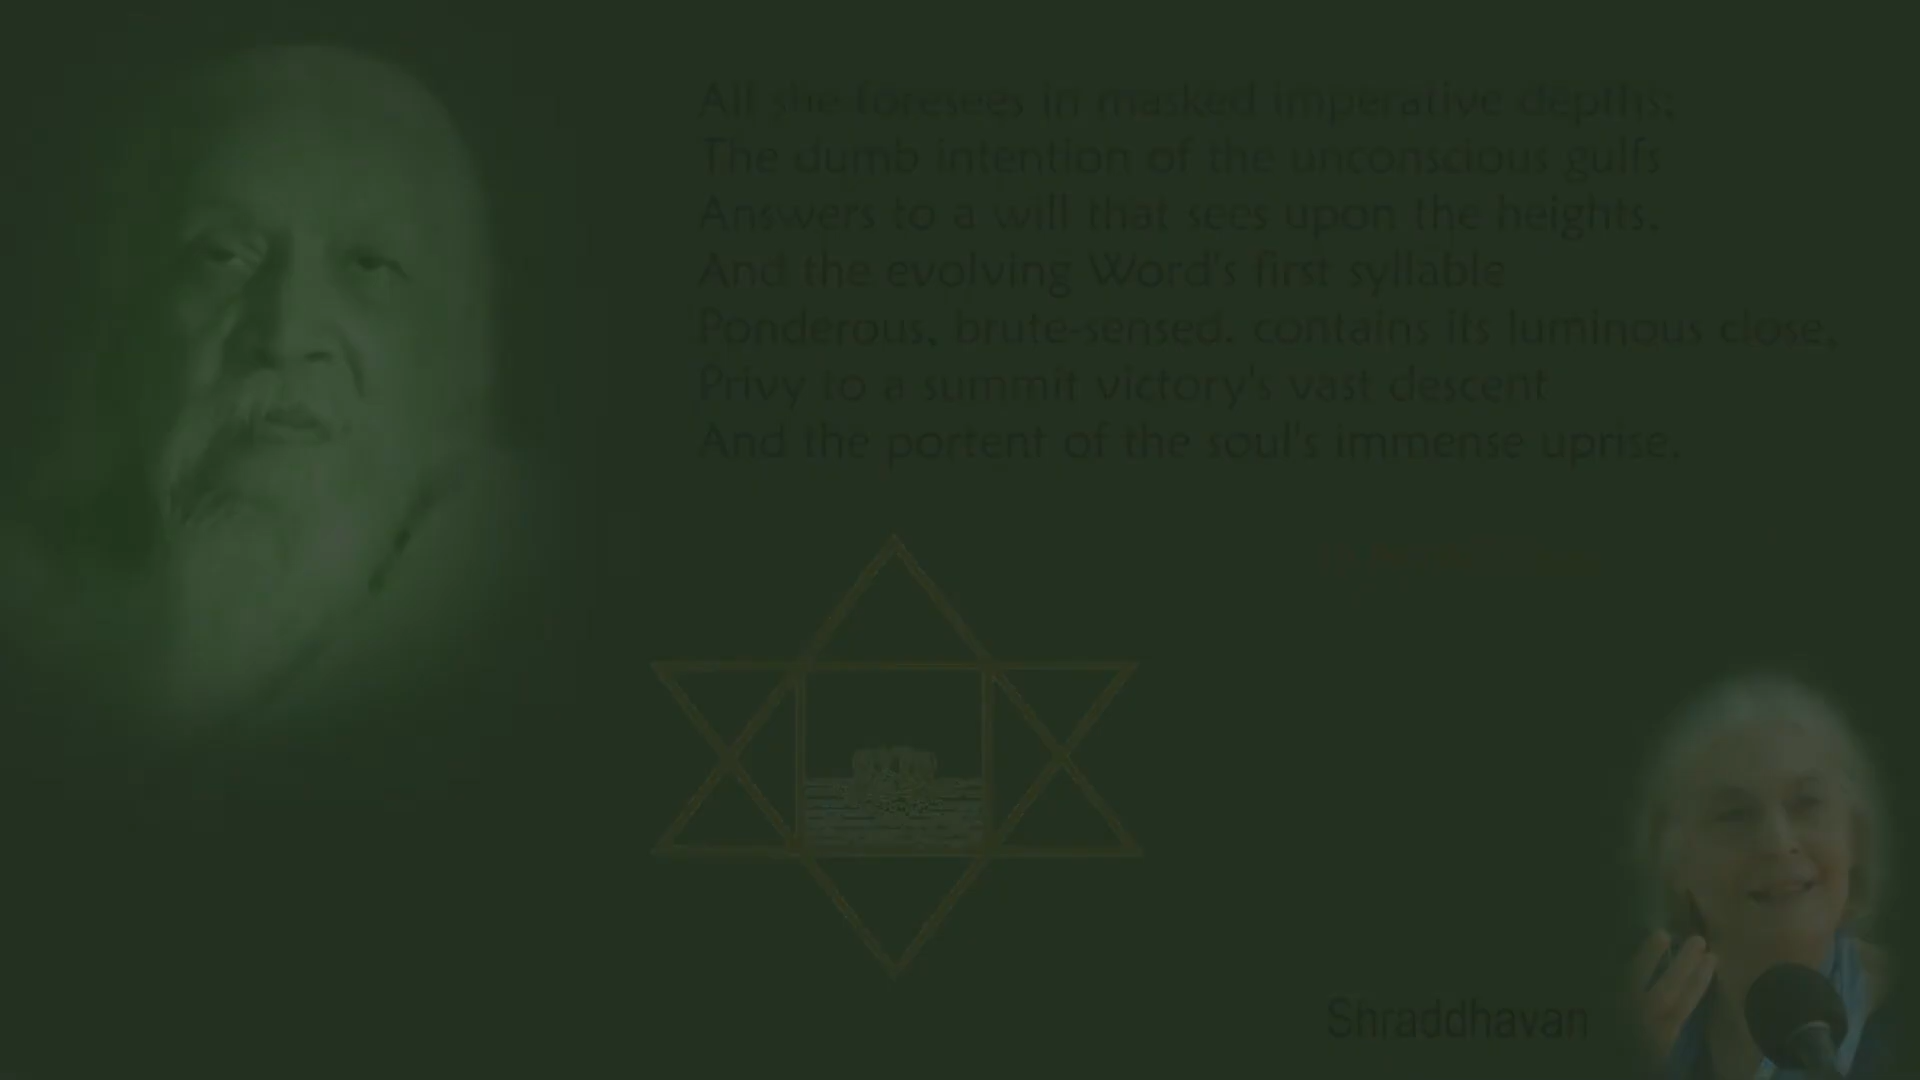 All she foresees in masked imperative depths;
The dumb intention of the unconscious gulfs
Answers to a will that sees upon the heights,
And the evolving Word's first syllable
Ponderous, brute-sensed, contains its luminous close,
Privy to a summit victory's vast descent
And the portent of the soul's immense uprise.
Shraddhavan